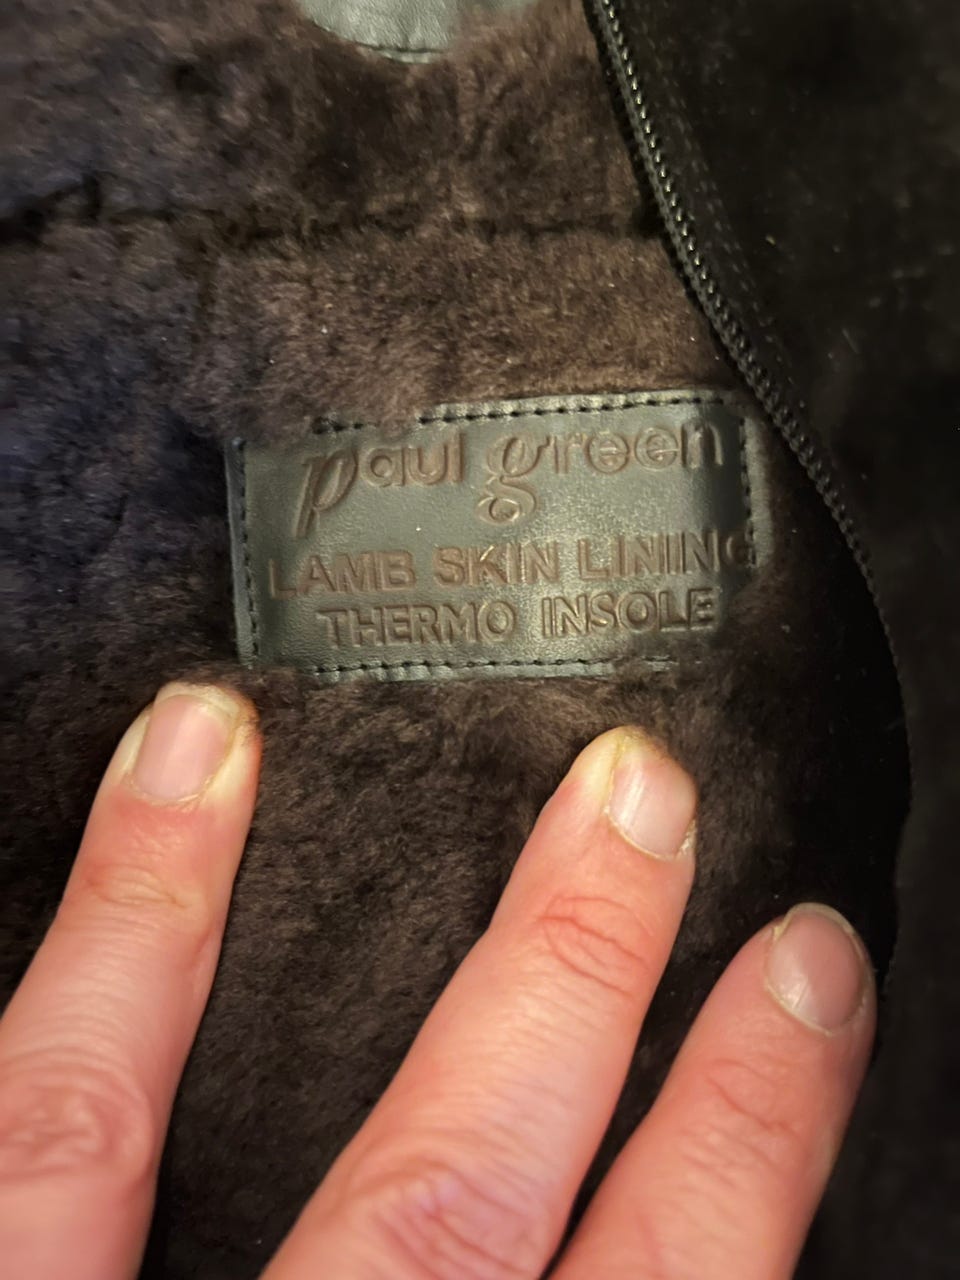 paul green
LAMB SKIN LINING
THERMO INSOLE